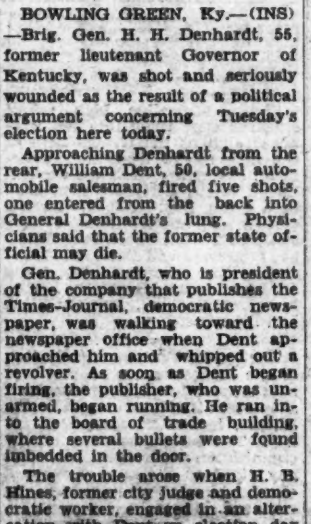 BOWLING GREEN, Ky.—(INS)
—Brig. Gen. H. H. Denhardt, 55,
former lieutenant Governor of
Kentucky, was shot and seriously
wounded as the result of a political
argument concerning Tuesday's
election here today.
Approaching Denhardt from the
rear, William Dent, 50, local auto-
mobile salesman, fired five shots,
one entered from the back into
General Denhardt's lung. Physi-
cians said that the former state of-
ficial may die.
Gen. Denhardt, who is president
of the company that publishes the
Times-Journal, democratic news-
paper, was walking toward the
newspaper office when Dent ap-
proached him and whipped out a
revolver. As soon as Dent began
firing, the publisher, who was un-
armed, began running. He ran in-
to the board of trade building,
where several bullets were found
imbedded in the door.
The trouble arose when H. B.
Hines, former city judge and demo-
cratic worker, engaged in an alter-